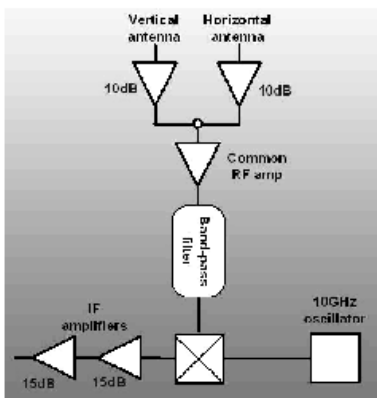 Vertical
antenna
Horizontal
antenna
10dB
10dB
Common
RF amp
Band-pass
filter
10GHz
oscillator
IF
amplifiers
15dB
15dB